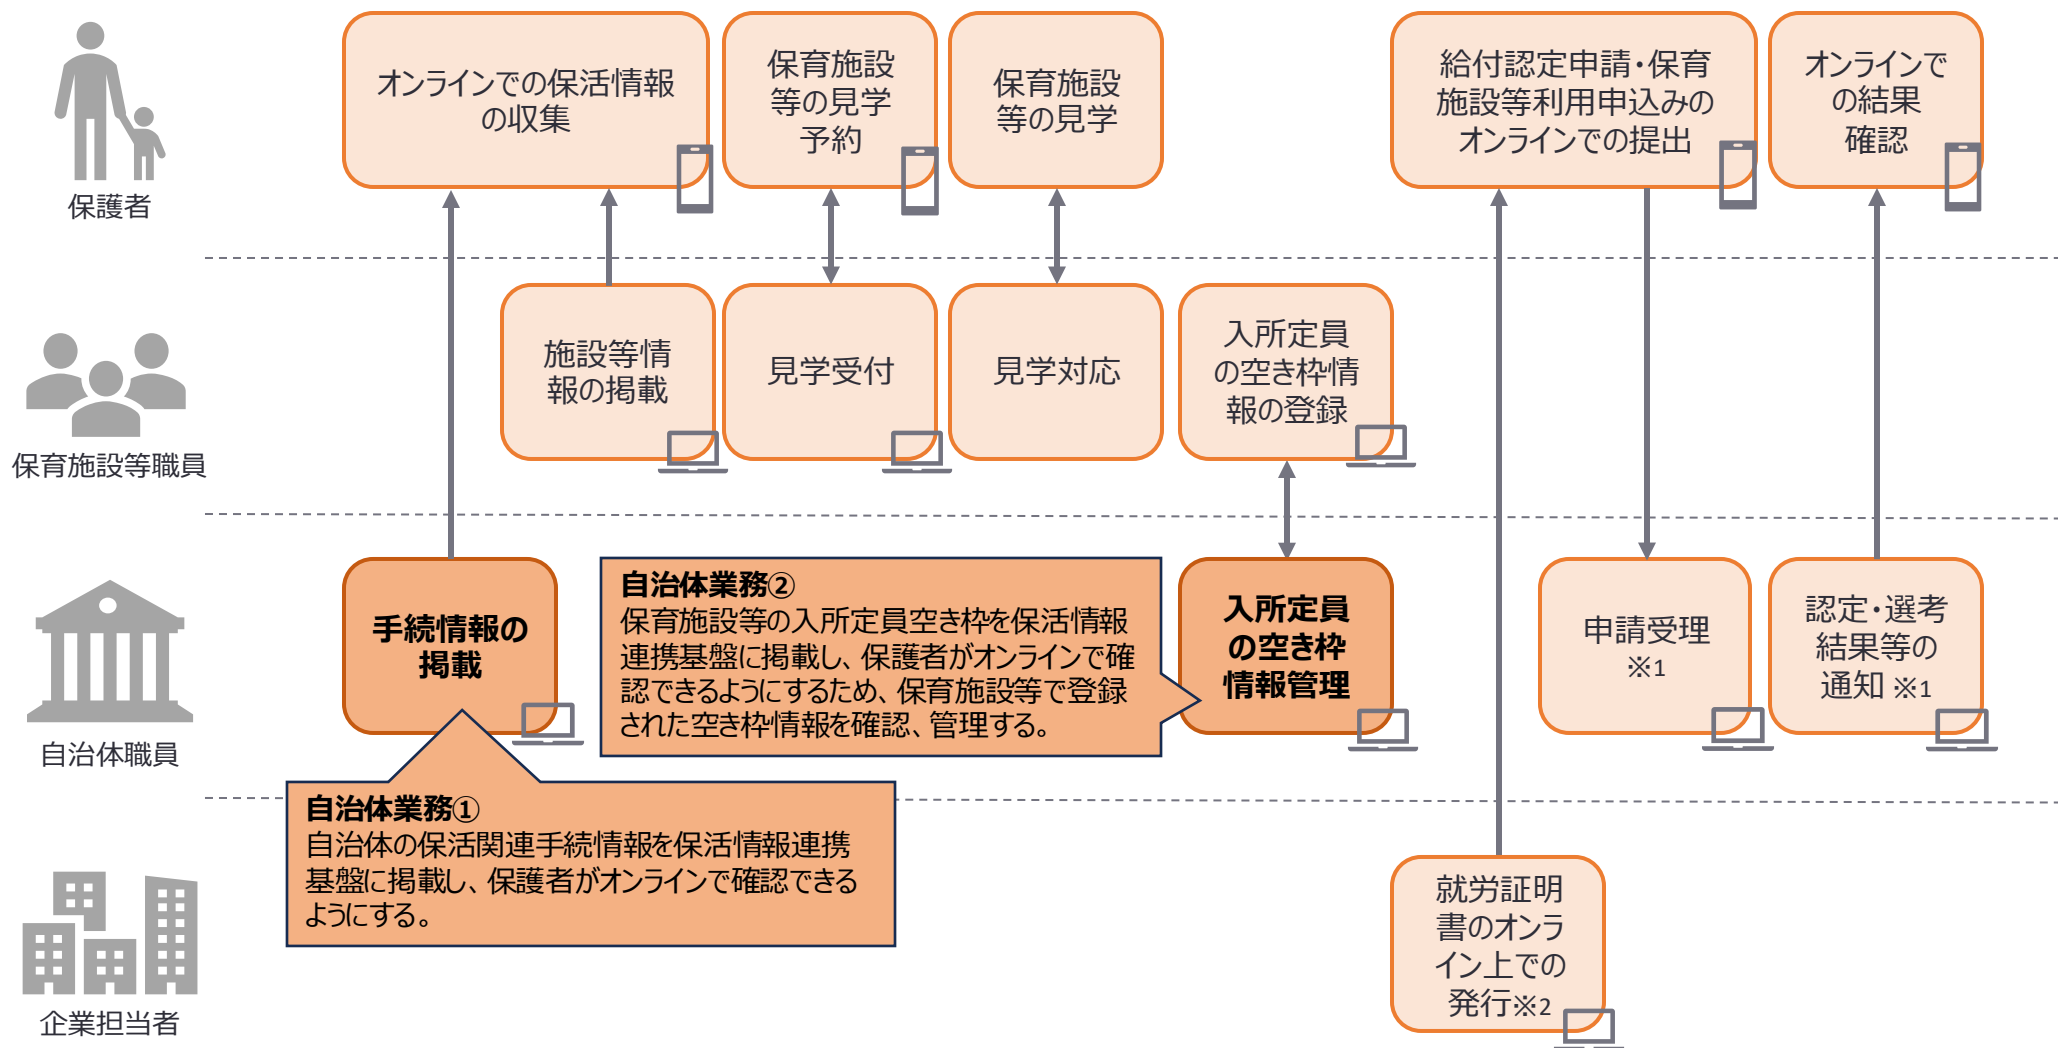 オンラインでの保活情報
の収集
保育施設
等の見学
予約
保育施設
等の見学
給付認定申請・保育
施設等利用申込みの
オンラインでの提出
オンラインで
の結果
確認
保護者
施設等情
報の掲載
見学受付
見学対応
入所定員
の空き枠情
報の登録
保育施設等職員
手続情報の
掲載
自治体業務②
保育施設等の入所定員空き枠を保活情報
連携基盤に掲載し、保護者がオンラインで確
認できるようにするため、保育施設等で登録
された空き枠情報を確認、管理する。
入所定員
の空き枠
情報管理
申請受理
※1
認定・選考
結果等の
通知 ※1
自治体職員
自治体業務①
自治体の保活関連手続情報を保活情報連携
基盤に掲載し、保護者がオンラインで確認できる
ようにする。
就労証明
書のオンラ
イン上での
発行※2
企業担当者